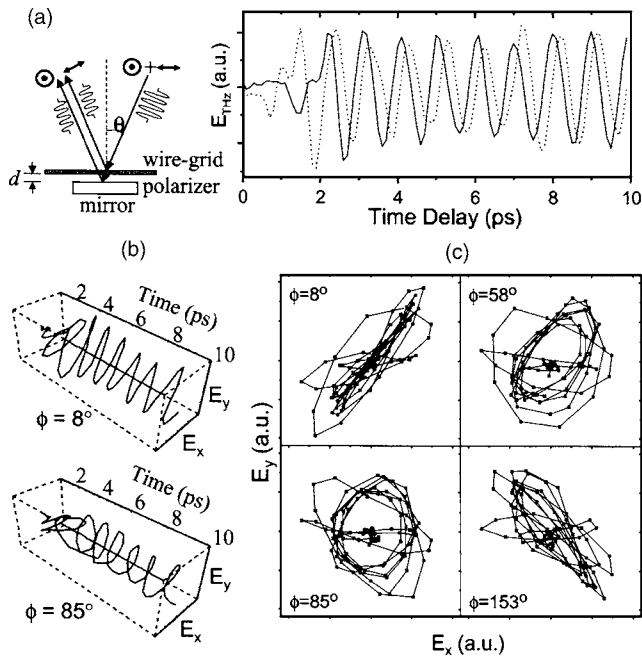 (a)
θ
d
wire-grid
polarizer
mirror
E_THz (a.u.)
0 2 4 6 8 10
Time Delay (ps)
(b)
2 4 6 8 10
Time (ps)
E_y
E_x
ϕ = 8°
2 4 6 8 10
Time (ps)
E_y
E_x
ϕ = 85°
(c)
ϕ=8°
ϕ=58°
ϕ=85°
ϕ=153°
E_y (a.u.)
E_x (a.u.)